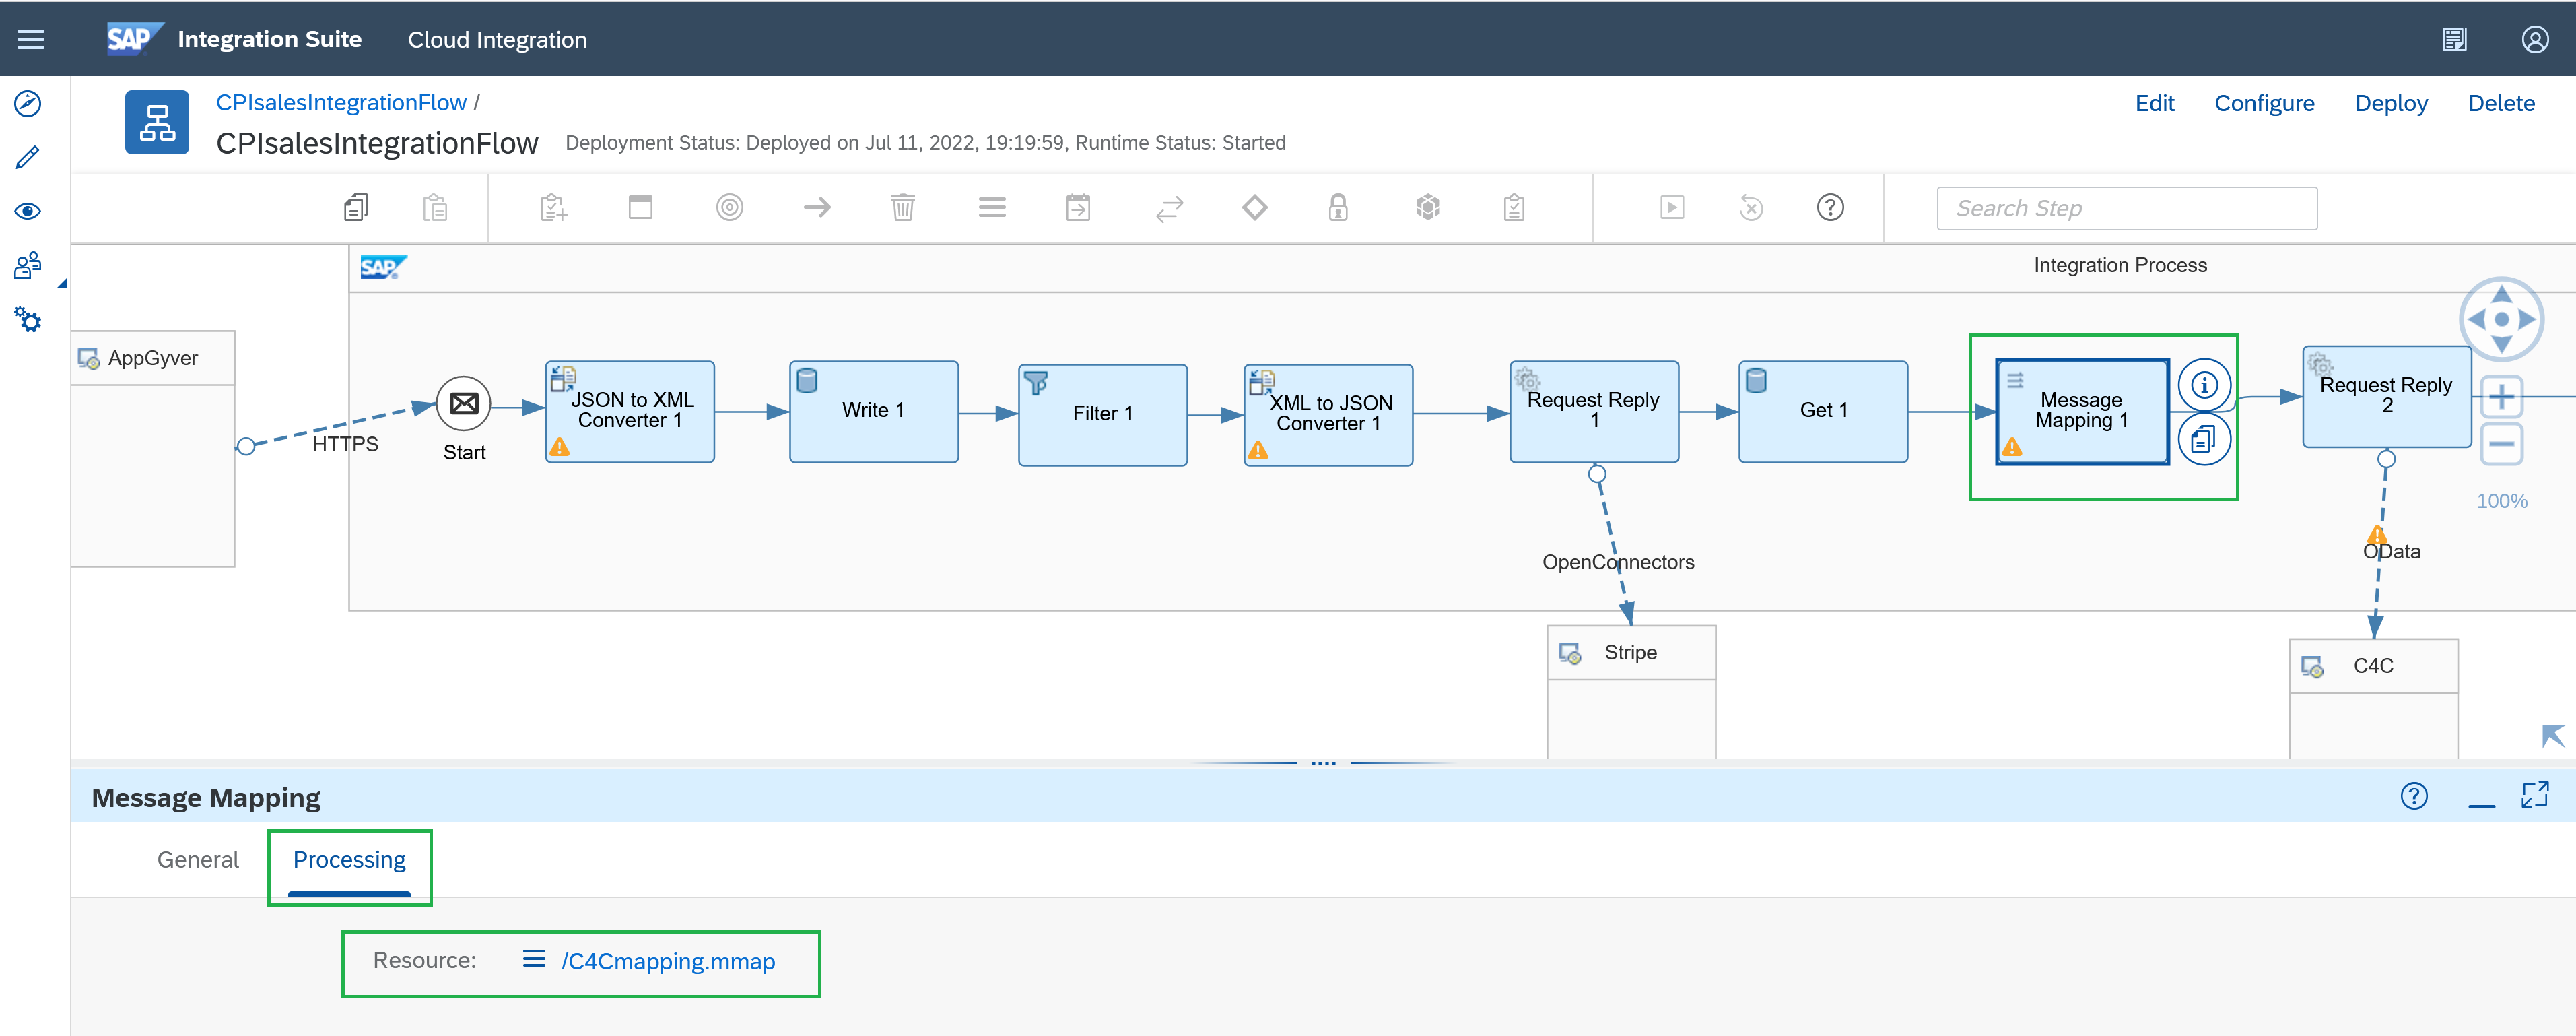 SAP Integration Suite Cloud Integration
CPIsalesIntegrationFlow /
Edit Configure Deploy Delete
CPIsalesIntegrationFlow Deployment Status: Deployed on Jul 11, 2022, 19:19:59, Runtime Status: Started
Search Step
SAP
Integration Process
AppGyver
HTTPS
Start
JSON to XML
Converter 1
Write 1
Filter 1
XML to JSON
Converter 1
Request Reply
1
Get 1
Message
Mapping 1
Request Reply
2
100%
OpenConnectors
OData
Stripe
C4C
Message Mapping
General Processing
Resource: /C4Cmapping.mmap